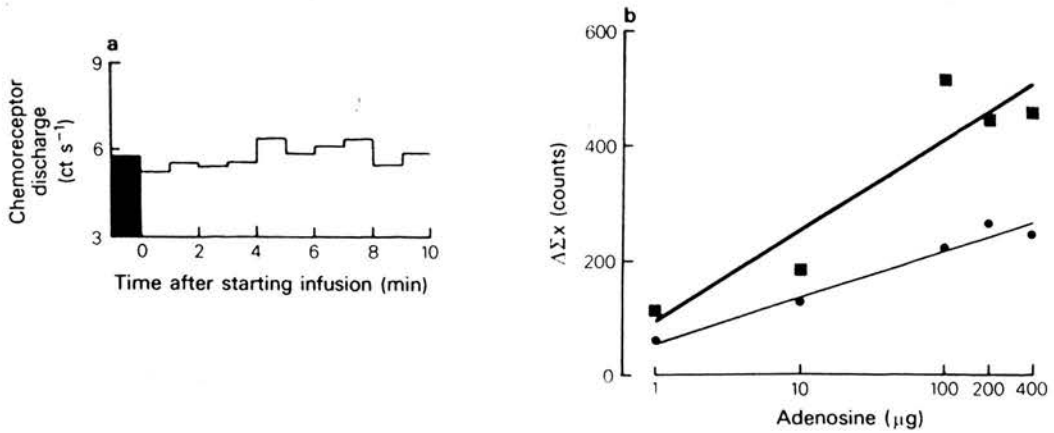 a
9
6
3
Chemoreceptor
discharge
(ct s⁻¹)
0 2 4 6 8 10
Time after starting infusion (min)
b
600
400
200
0
ΛΣx (counts)
1 10 100 200 400
Adenosine (μg)